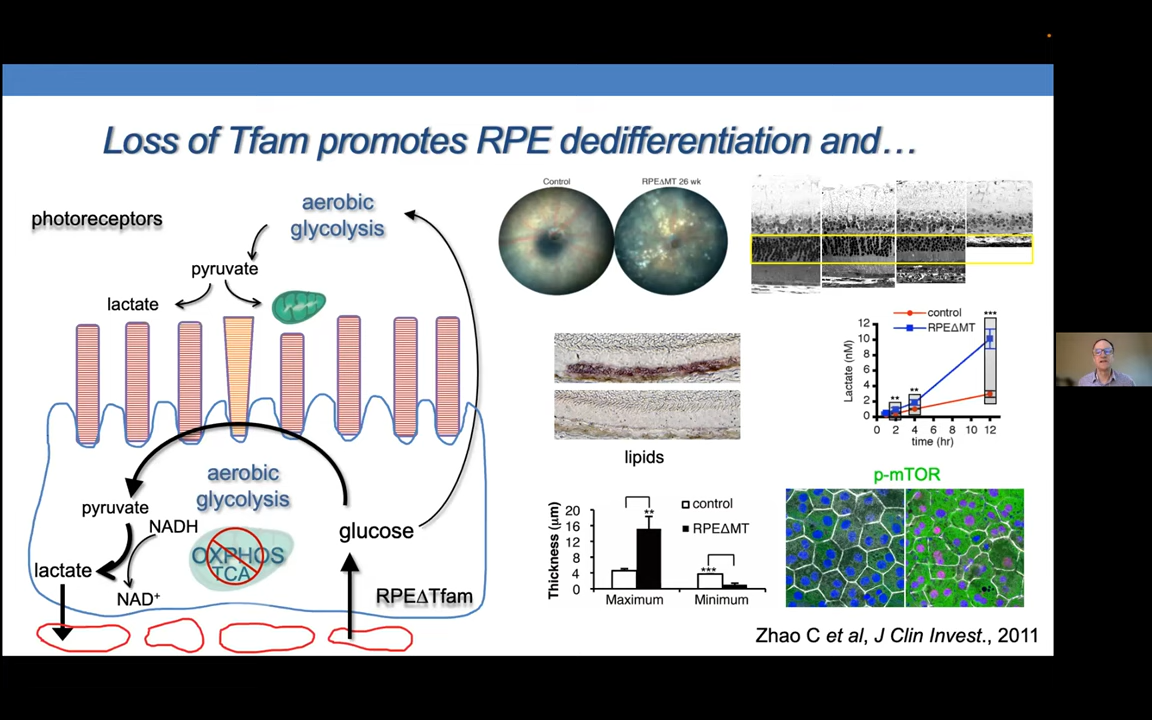 Loss of Tfam promotes RPE dedifferentiation and…
photoreceptors
aerobic
glycolysis
pyruvate
lactate
aerobic
glycolysis
pyruvate
NADH
OXPHOS
TCA
glucose
lactate
NAD⁺
RPEΔTfam
Control
RPEΔMT 26 wk
lipids
control
RPEΔMT
Lactate (nM)
12
10
8
6
4
2
0
**
**
***
0 2 4 6 8 10 12
time (hr)
Thickness (μm)
20
16
12
8
4
0
**
***
control
RPEΔMT
Maximum
Minimum
p-mTOR
Zhao C et al, J Clin Invest., 2011